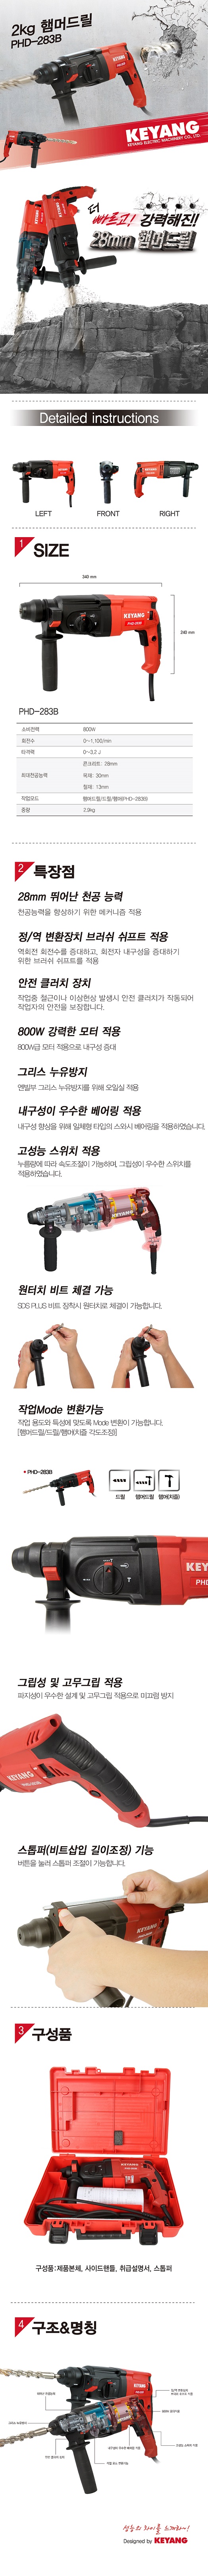 2kg 햄머드릴
PHD-283B
KEYANG
KEYANG ELECTRIC MACHINERY CO., LTD.
더
빠르고! 강력해진!
28mm 햄머드릴
Detailed instructions
LEFT
FRONT
RIGHT
1 SIZE
340 mm
KEYANG
240 mm
PHD-283B
소비전력 800W
회전수 0~1,100/min
타격력 0~3.2 J
최대천공능력
콘크리트: 28mm
목재: 30mm
철재: 13mm
작업모드 햄머드릴/드릴/햄머(PHD-283B)
중량 2.9kg
2 특장점
28mm 뛰어난 천공 능력
천공능력을 향상하기 위한 메커니즘 적용
정/역 변환장치 브러쉬 쉬프트 적용
역회전 회전수를 증대하고, 회전자 내구성을 증대하기
위한 브러쉬 쉬프트를 적용
안전 클러치 장치
작업중 철근이나 이상현상 발생시 안전 클러치가 작동되어
작업자의 안전을 보장합니다.
800W 강력한 모터 적용
800W급 모터 적용으로 내구성 증대
그리스 누유방지
앤빌부 그리스 누유방지를 위해 오일실 적용
내구성이 우수한 베어링 적용
내구성 향상을 위해 일체형 타입의 스와시 베어링을 적용하였습니다.
고성능 스위치 적용
누름량에 따라 속도조절이 가능하며, 그립성이 우수한 스위치를
적용하였습니다.
KEYANG
원터치 비트 체결 가능
SDS PLUS 비트 장착시 원터치로 체결이 가능합니다.
작업Mode 변환가능
작업 용도와 특성에 맞도록 Mode 변환이 가능합니다.
[햄머드릴/드릴/햄머(치즐 각도조정)]
PHD-283B
드릴
햄머드릴
햄머(치즐)
KEY
PHD
그립성 및 고무그립 적용
파지성이 우수한 설계 및 고무그립 적용으로 미끄럼 방지
KEYANG
스톱퍼(비트삽입 길이조정) 기능
버튼을 눌러 스톱퍼 조절이 가능합니다.
3 구성품
KEYANG
구성품:제품본체, 사이드핸들, 취급설명서, 스톱퍼
4 구조&명칭
KEYANG
성능의 차이를 느껴봐~!
Designed by KEYANG